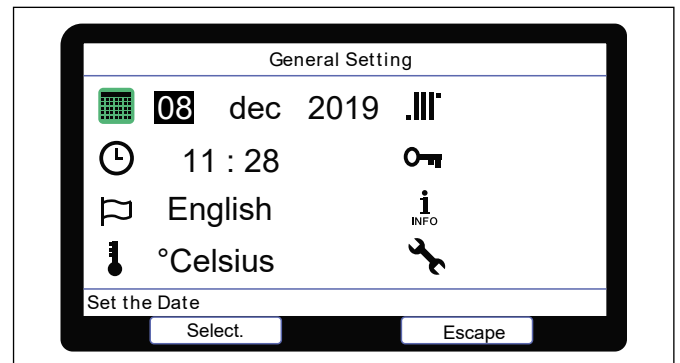 General Setting
08 dec 2019
11 : 28
English
INFO
°Celsius
Set the Date
Select. Escape